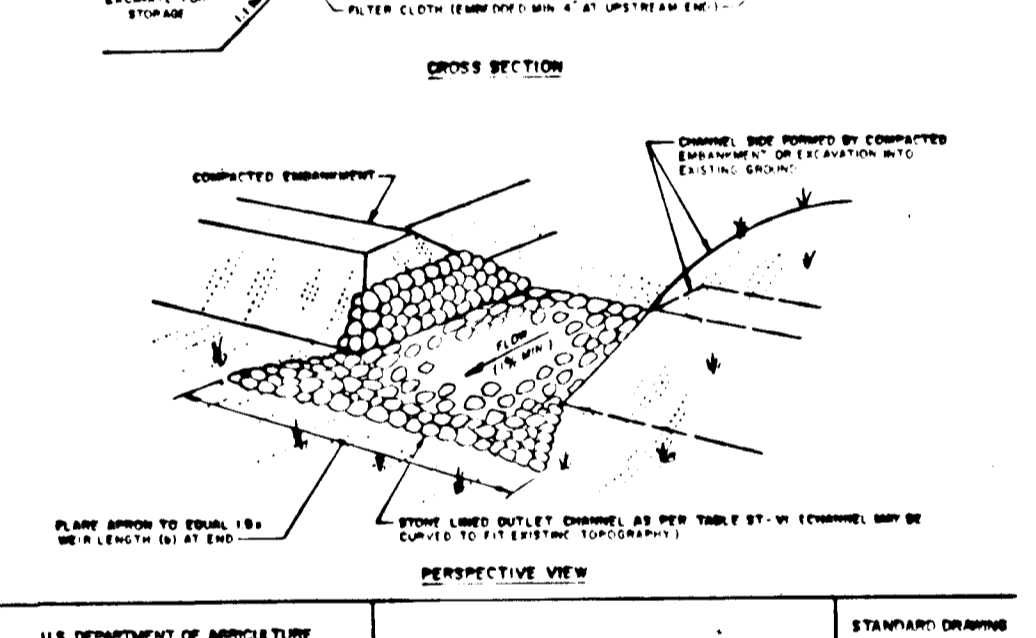 STORAGE
1:1
FILTER CLOTH (EMBEDDED MIN 4" AT UPSTREAM END)
CROSS SECTION
CHANNEL SIDE FORMED BY COMPACTED
EMBANKMENT OR EXCAVATION INTO
EXISTING GROUND
COMPACTED EMBANKMENT
FLOW
(1% MIN)
FLARE APRON TO EQUAL
WEIR LENGTH (b) AT END
STONE LINED OUTLET CHANNEL AS PER TABLE ST-VI (CHANNEL MAY BE
CURVED TO FIT EXISTING TOPOGRAPHY)
PERSPECTIVE VIEW
U.S. DEPARTMENT OF AGRICULTURE
STANDARD DRAWING